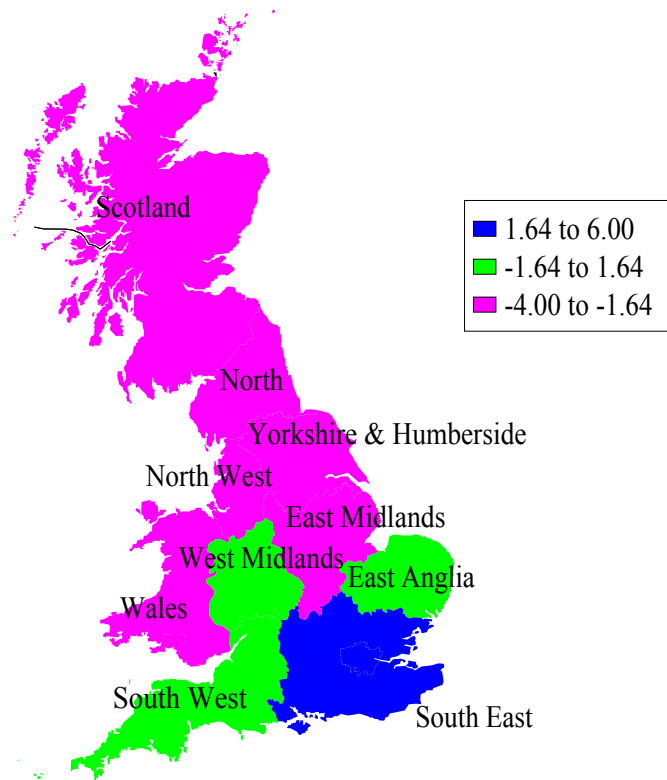 Scotland
1.64 to 6.00
-1.64 to 1.64
-4.00 to -1.64
North
Yorkshire & Humberside
North West
East Midlands
West Midlands
East Anglia
Wales
South West
South East